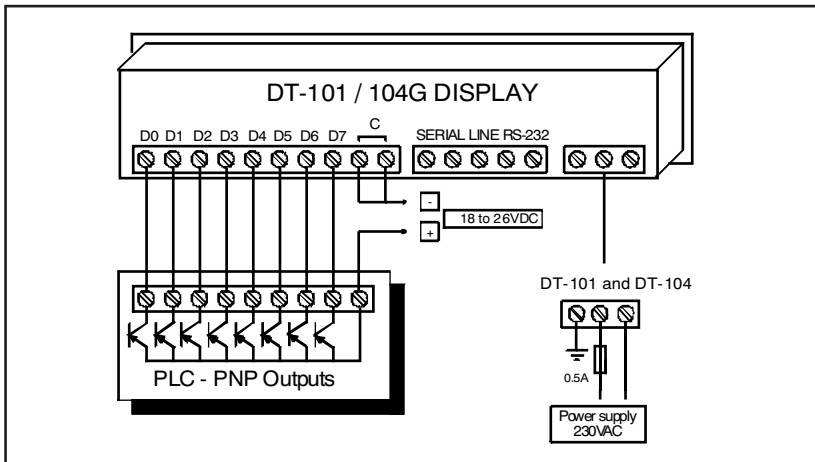 DT-101 / 104G DISPLAY
C
D0 D1 D2 D3 D4 D5 D6 D7
SERIAL LINE RS-232
-
18 to 26VDC
+
DT-101 and DT-104
0.5A
PLC - PNP Outputs
Power supply
230VAC